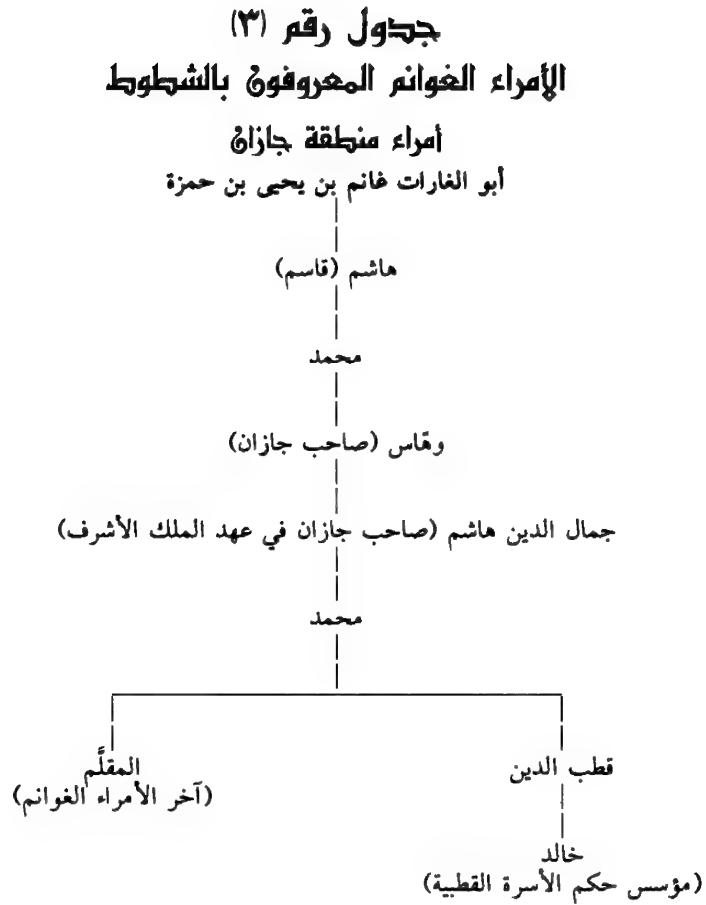 جدول رقم (٣)
الأمراء الغوانم المعروفون بالشطوط
أمراء منطقة جازان
أبو الغارات غانم بن يحيى بن حمزة
هاشم (قاسم)
محمد
وهّاس (صاحب جازان)
جمال الدين هاشم (صاحب جازان في عهد الملك الأشرف)
محمد
قطب الدين
المقلَّم
(آخر الأمراء الغوانم)
خالد
(مؤسس حكم الأسرة القطبية)